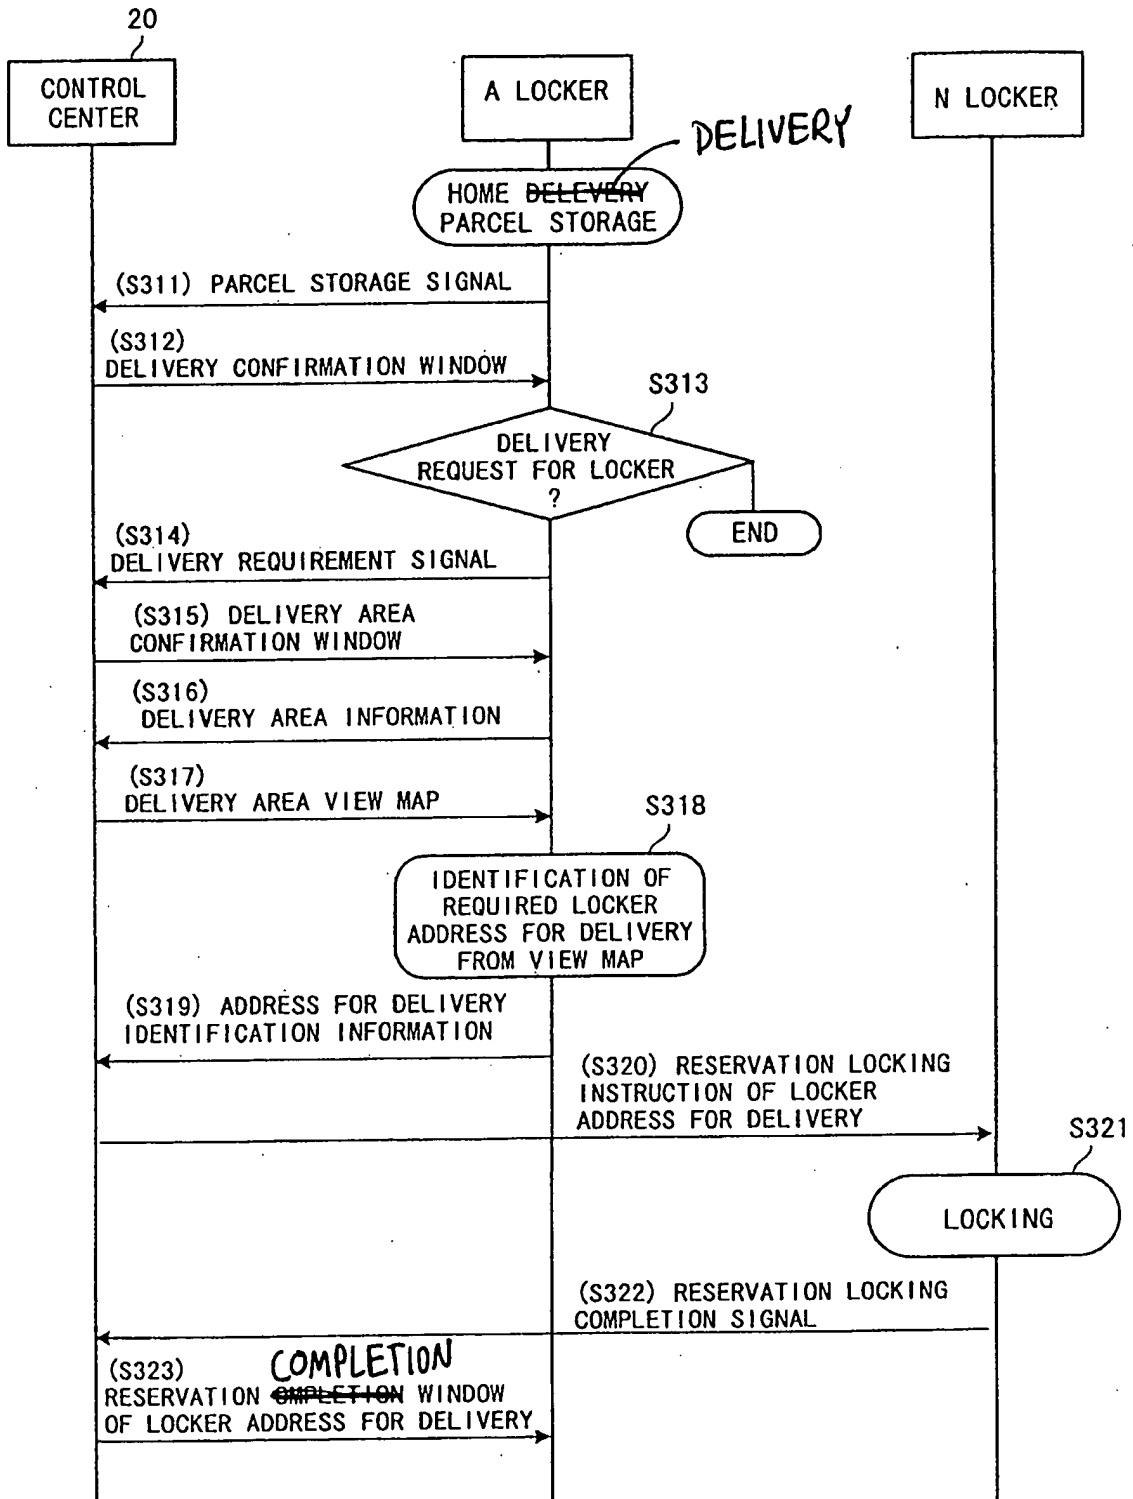 20
CONTROL
CENTER
A LOCKER
N LOCKER
DELIVERY
HOME DELEVERY
PARCEL STORAGE
(S311) PARCEL STORAGE SIGNAL
(S312)
DELIVERY CONFIRMATION WINDOW
S313
DELIVERY
REQUEST FOR LOCKER
?
END
(S314)
DELIVERY REQUIREMENT SIGNAL
(S315) DELIVERY AREA
CONFIRMATION WINDOW
(S316)
DELIVERY AREA INFORMATION
(S317)
DELIVERY AREA VIEW MAP
S318
IDENTIFICATION OF
REQUIRED LOCKER
ADDRESS FOR DELIVERY
FROM VIEW MAP
(S319) ADDRESS FOR DELIVERY
IDENTIFICATION INFORMATION
(S320) RESERVATION LOCKING
INSTRUCTION OF LOCKER
ADDRESS FOR DELIVERY
S321
LOCKING
(S322) RESERVATION LOCKING
COMPLETION SIGNAL
(S323)
COMPLETION
RESERVATION OMPLETION WINDOW
OF LOCKER ADDRESS FOR DELIVERY